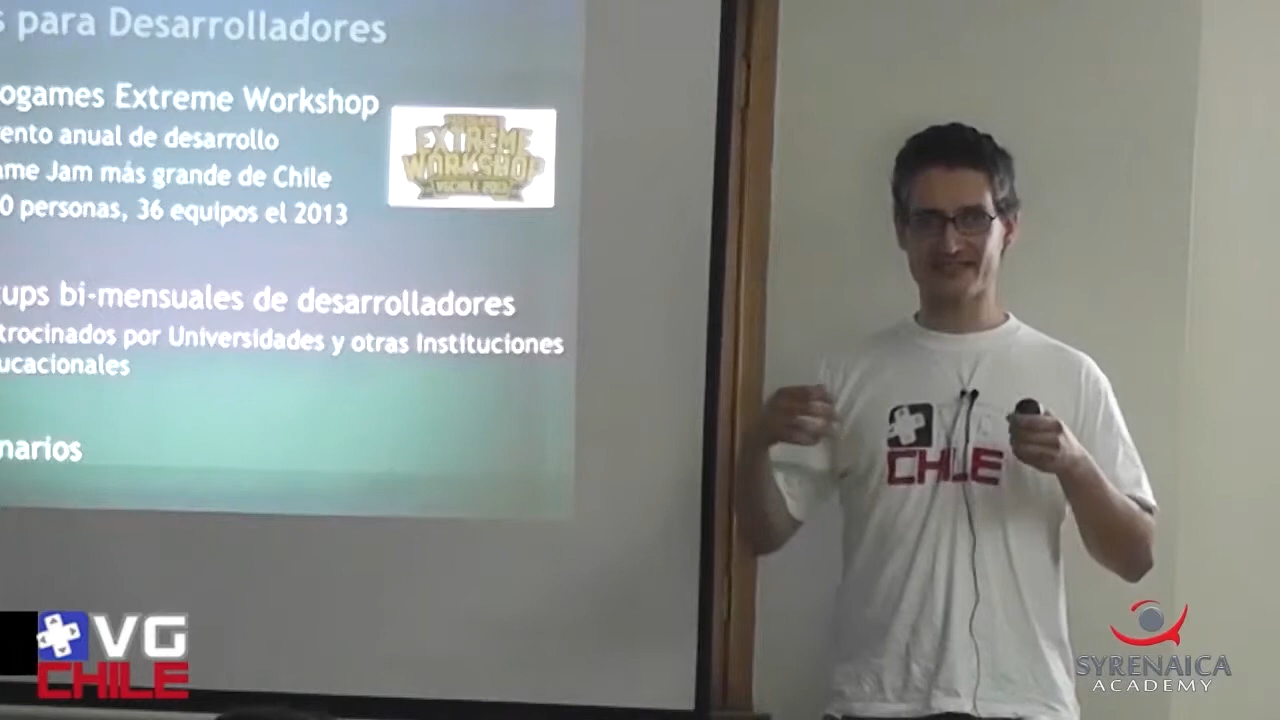 s para Desarrolladores
ogames Extreme Workshop
ento anual de desarrollo
ame Jam más grande de Chile
0 personas, 36 equipos el 2013
EXTREME
WORKSHOP
tups bi-mensuales de desarrolladores
trocinados por Universidades y otras Instituciones
ucacionales
narios
CHILE
VG
CHILE
SYRENAICA
ACADEMY